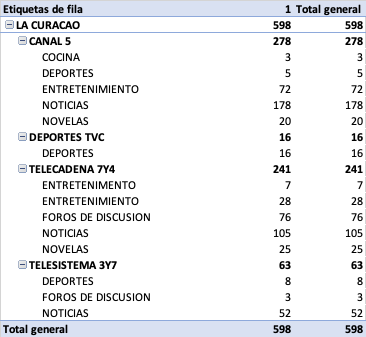 Etiquetas de fila 1 Total general
LA CURACAO 598 598
CANAL 5 278 278
COCINA 3 3
DEPORTES 5 5
ENTRETENIMIENTO 72 72
NOTICIAS 178 178
NOVELAS 20 20
DEPORTES TVC 16 16
DEPORTES 16 16
TELECADENA 7Y4 241 241
ENTRETENIMIENTO 7 7
ENTRETENIMIENTO 28 28
FOROS DE DISCUSION 76 76
NOTICIAS 105 105
NOVELAS 25 25
TELESISTEMA 3Y7 63 63
DEPORTES 8 8
FOROS DE DISCUSION 3 3
NOTICIAS 52 52
Total general 598 598